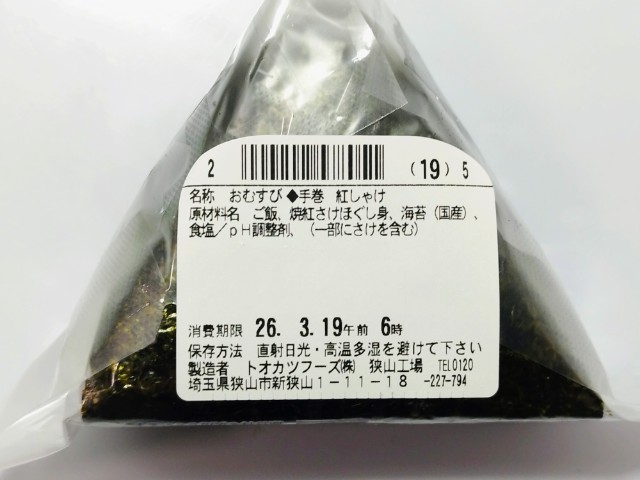 2 (19) 5
名称 おむすび ◆手巻 紅しゃけ
原材料名 ご飯、焼紅さけほぐし身、海苔（国産）、
食塩／pH調整剤、（一部にさけを含む）
消費期限 26. 3.19午前 6時
保存方法 直射日光・高温多湿を避けて下さい
製造者 トオカツフーズ㈱ 狭山工場 TEL0120
埼玉県狭山市新狭山1－11－18 -227-794